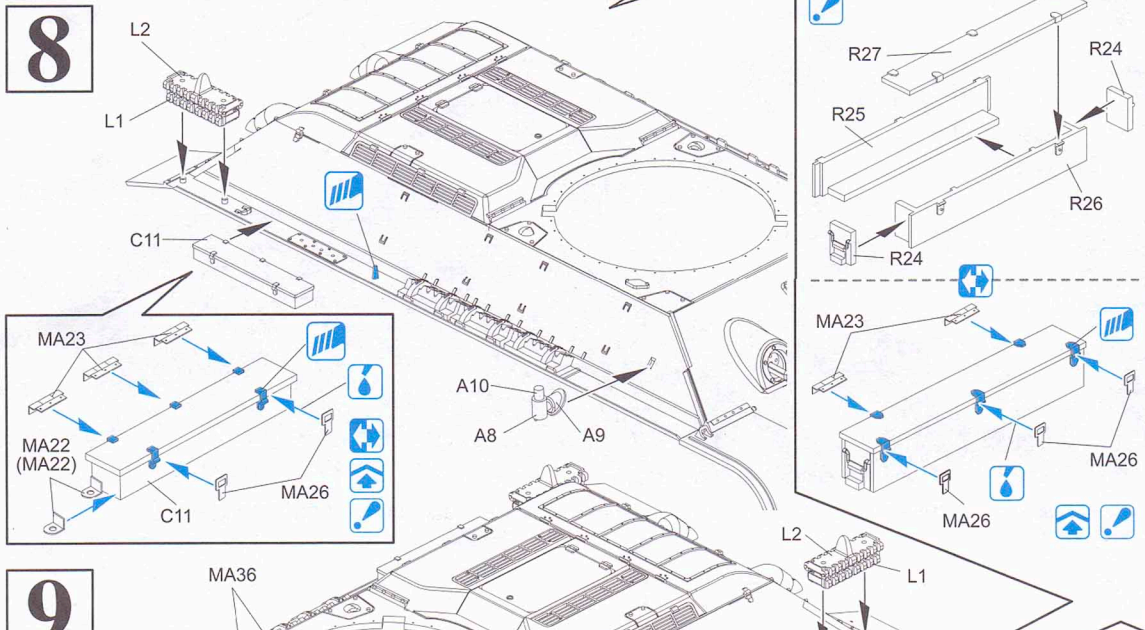 8
L2
L1
C11
MA23
MA22
(MA22)
C11
MA26
A10
A8
A9
R27
R24
R25
R26
R24
MA23
MA26
MA26
9
MA36
L2
L1